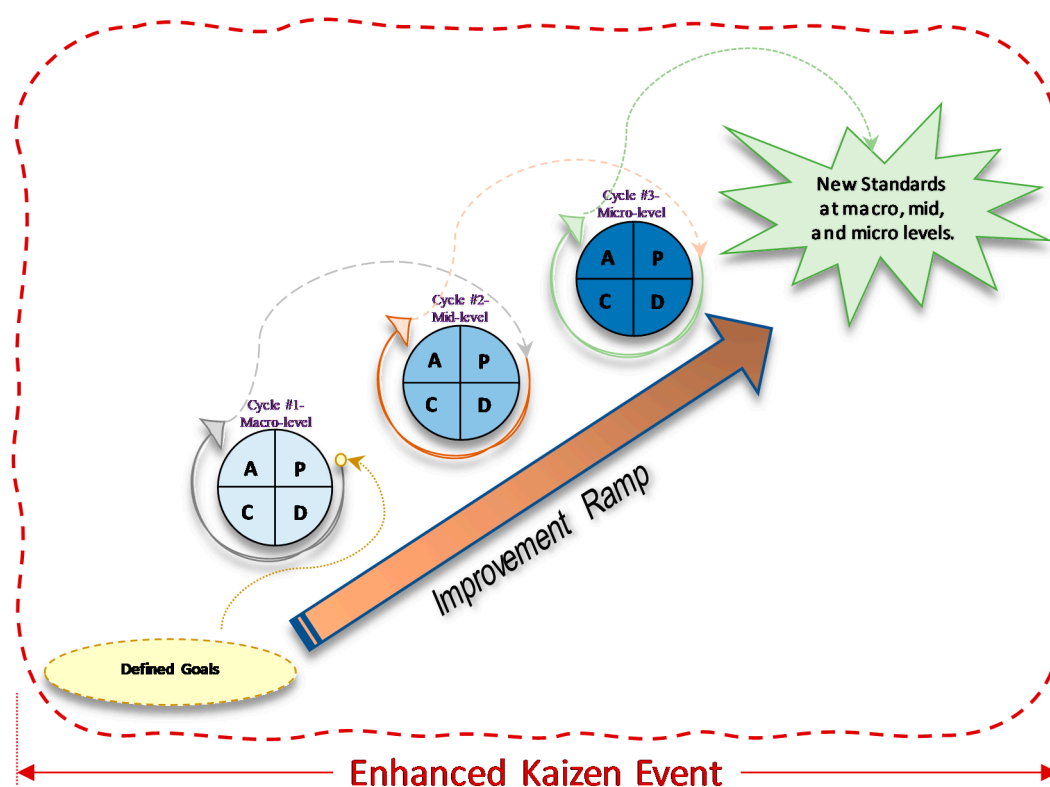 New Standards
at macro, mid,
and micro levels.
Cycle #3-
Micro-level
A P
C D
Cycle #2-
Mid-level
A P
C D
Cycle #1-
Macro-level
A P
C D
Improvement Ramp
Defined Goals
Enhanced Kaizen Event